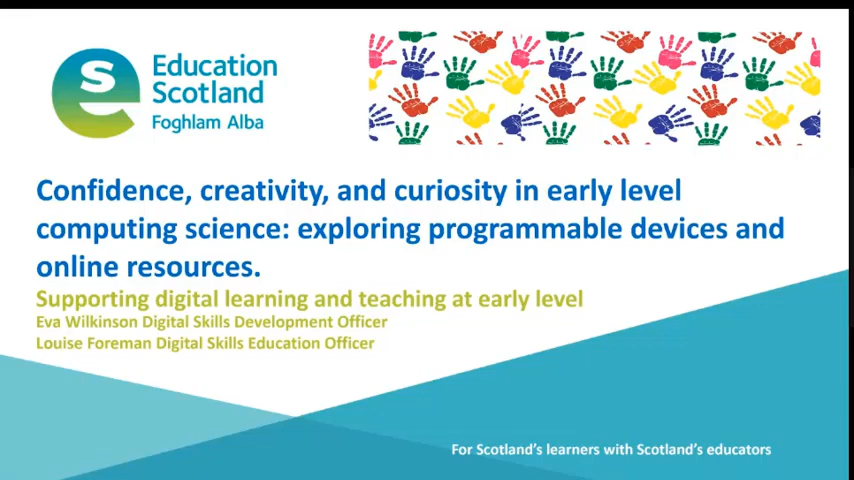 Education
Scotland
Foghlam Alba
Confidence, creativity, and curiosity in early level
computing science: exploring programmable devices and
online resources.
Supporting digital learning and teaching at early level
Eva Wilkinson Digital Skills Development Officer
Louise Foreman Digital Skills Education Officer
For Scotland's learners with Scotland's educators